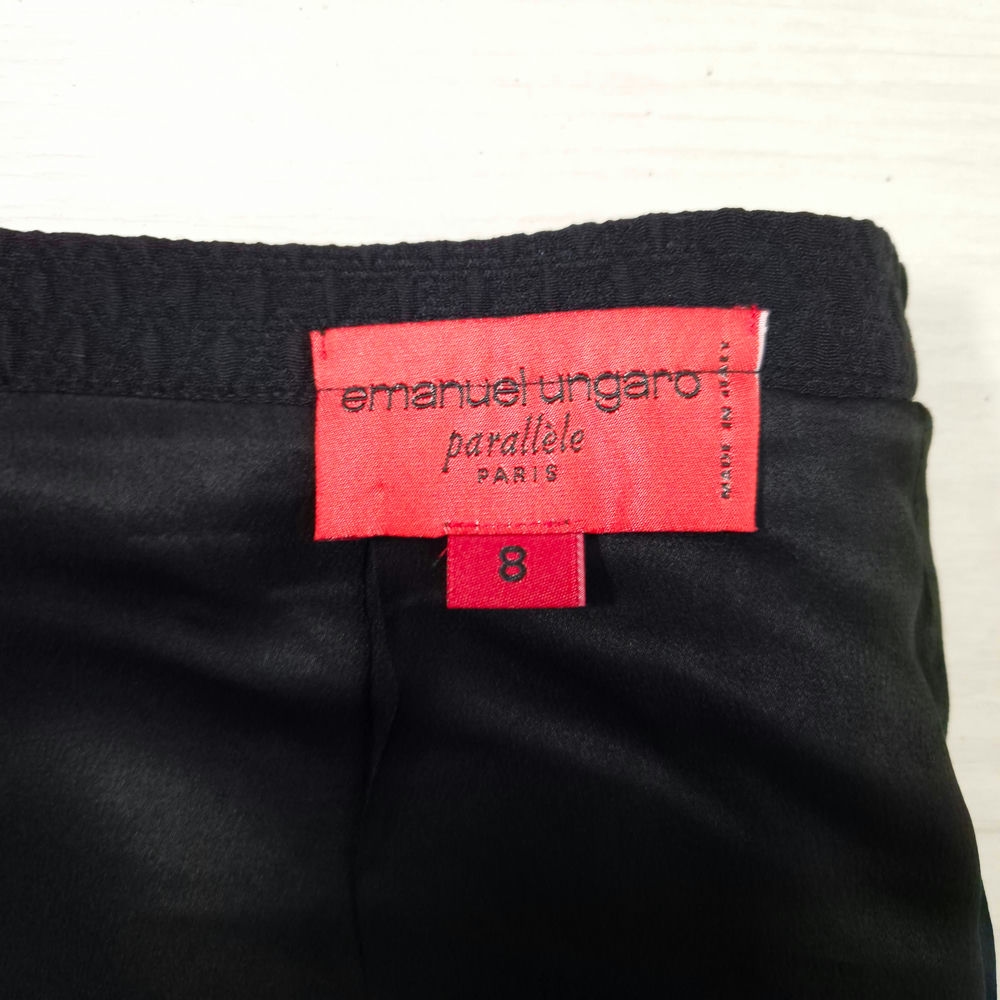 emanuel ungaro
parallèle
PARIS
MADE IN ITALY
8